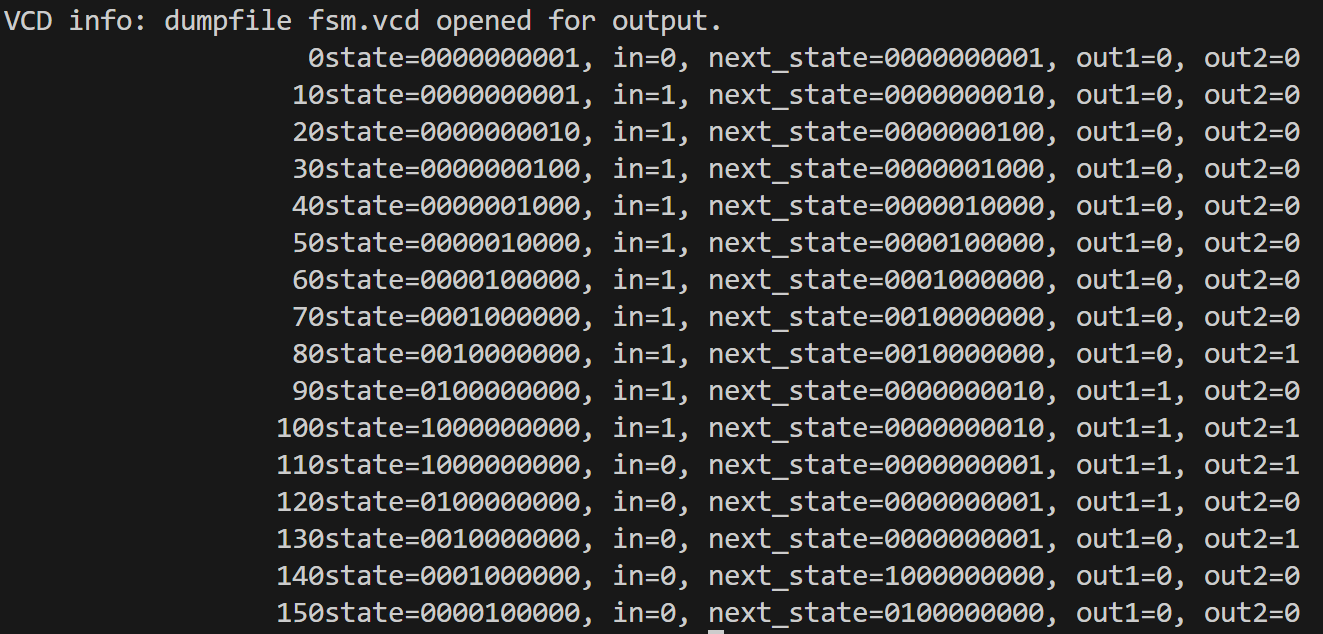 VCD info: dumpfile fsm.vcd opened for output.
                   0state=0000000001, in=0, next_state=0000000001, out1=0, out2=0
                  10state=0000000001, in=1, next_state=0000000010, out1=0, out2=0
                  20state=0000000010, in=1, next_state=0000000100, out1=0, out2=0
                  30state=0000000100, in=1, next_state=0000001000, out1=0, out2=0
                  40state=0000001000, in=1, next_state=0000010000, out1=0, out2=0
                  50state=0000010000, in=1, next_state=0000100000, out1=0, out2=0
                  60state=0000100000, in=1, next_state=0001000000, out1=0, out2=0
                  70state=0001000000, in=1, next_state=0010000000, out1=0, out2=0
                  80state=0010000000, in=1, next_state=0010000000, out1=0, out2=1
                  90state=0100000000, in=1, next_state=0000000010, out1=1, out2=0
                 100state=1000000000, in=1, next_state=0000000010, out1=1, out2=1
                 110state=1000000000, in=0, next_state=0000000001, out1=1, out2=1
                 120state=0100000000, in=0, next_state=0000000001, out1=1, out2=0
                 130state=0010000000, in=0, next_state=0000000001, out1=0, out2=1
                 140state=0001000000, in=0, next_state=1000000000, out1=0, out2=0
                 150state=0000100000, in=0, next_state=0100000000, out1=0, out2=0